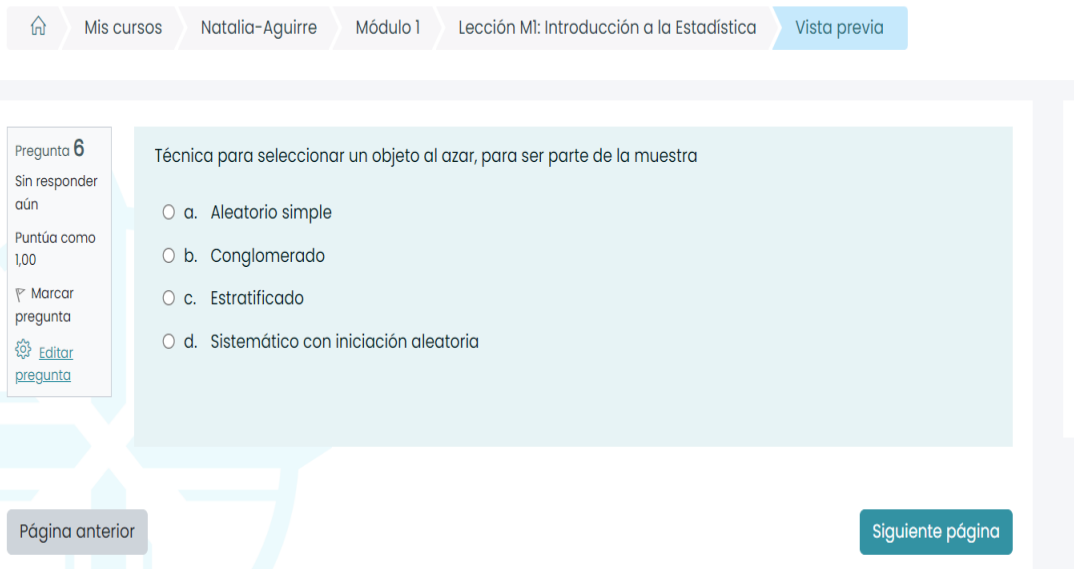 Mis cursos Natalia-Aguirre Módulo 1 Lección M1: Introducción a la Estadística Vista previa
Pregunta 6
Sin responder
aún
Puntúa como
1,00
Marcar
pregunta
Editar
pregunta
Técnica para seleccionar un objeto al azar, para ser parte de la muestra
a. Aleatorio simple
b. Conglomerado
c. Estratificado
d. Sistemático con iniciación aleatoria
Página anterior
Siguiente página